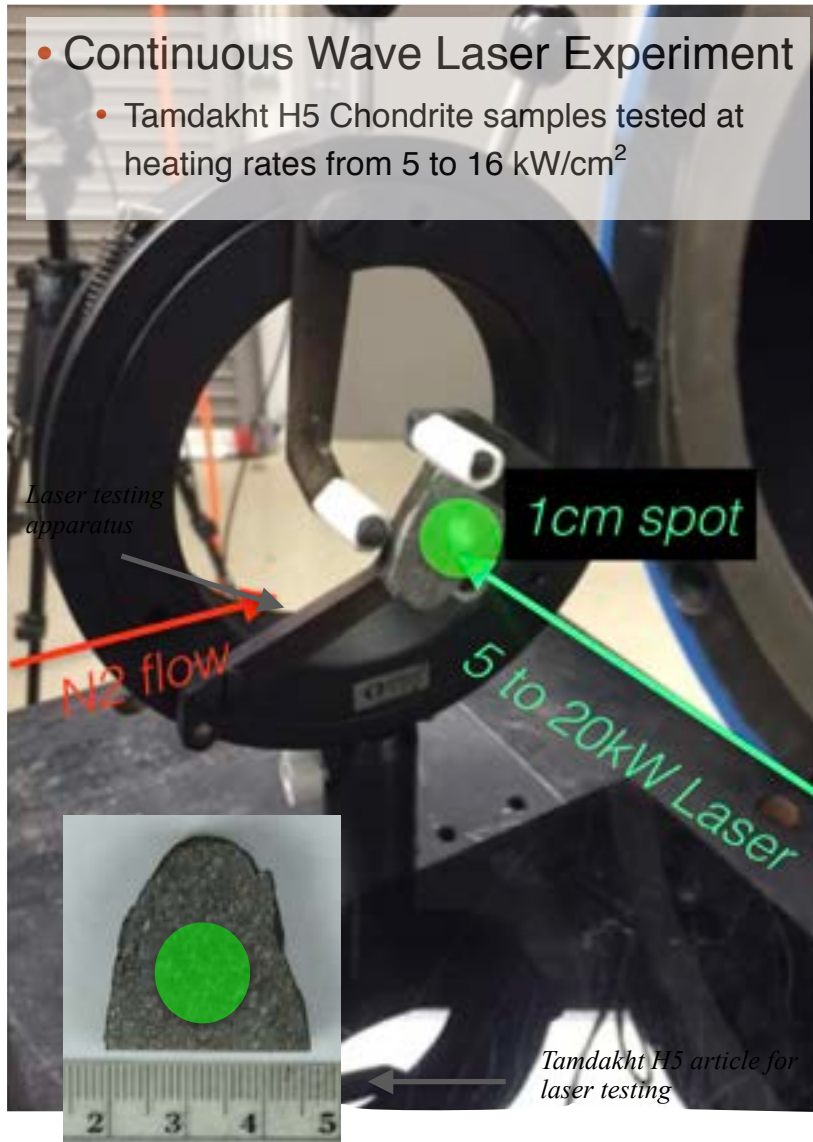 • Continuous Wave Laser Experiment
• Tamdakht H5 Chondrite samples tested at
heating rates from 5 to 16 kW/cm²
Laser testing
apparatus
1cm spot
N2 flow
5 to 20kW Laser
Tamdakht H5 article for
laser testing
2 3 4 5